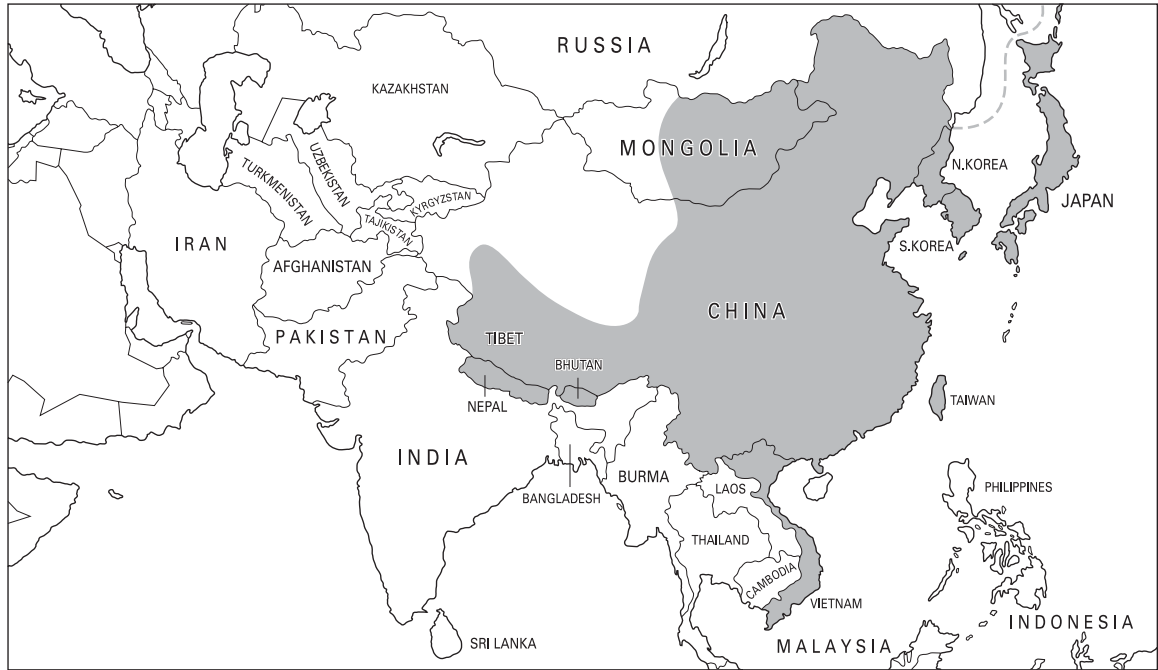 RUSSIA
KAZAKHSTAN
MONGOLIA
UZBEKISTAN
TURKMENISTAN
KYRGYZSTAN
TAJIKISTAN
N.KOREA
JAPAN
IRAN
S.KOREA
AFGHANISTAN
CHINA
PAKISTAN
TIBET
BHUTAN
NEPAL
TAIWAN
INDIA
BURMA
LAOS
PHILIPPINES
BANGLADESH
THAILAND
CAMBODIA
VIETNAM
INDONESIA
SRI LANKA
MALAYSIA